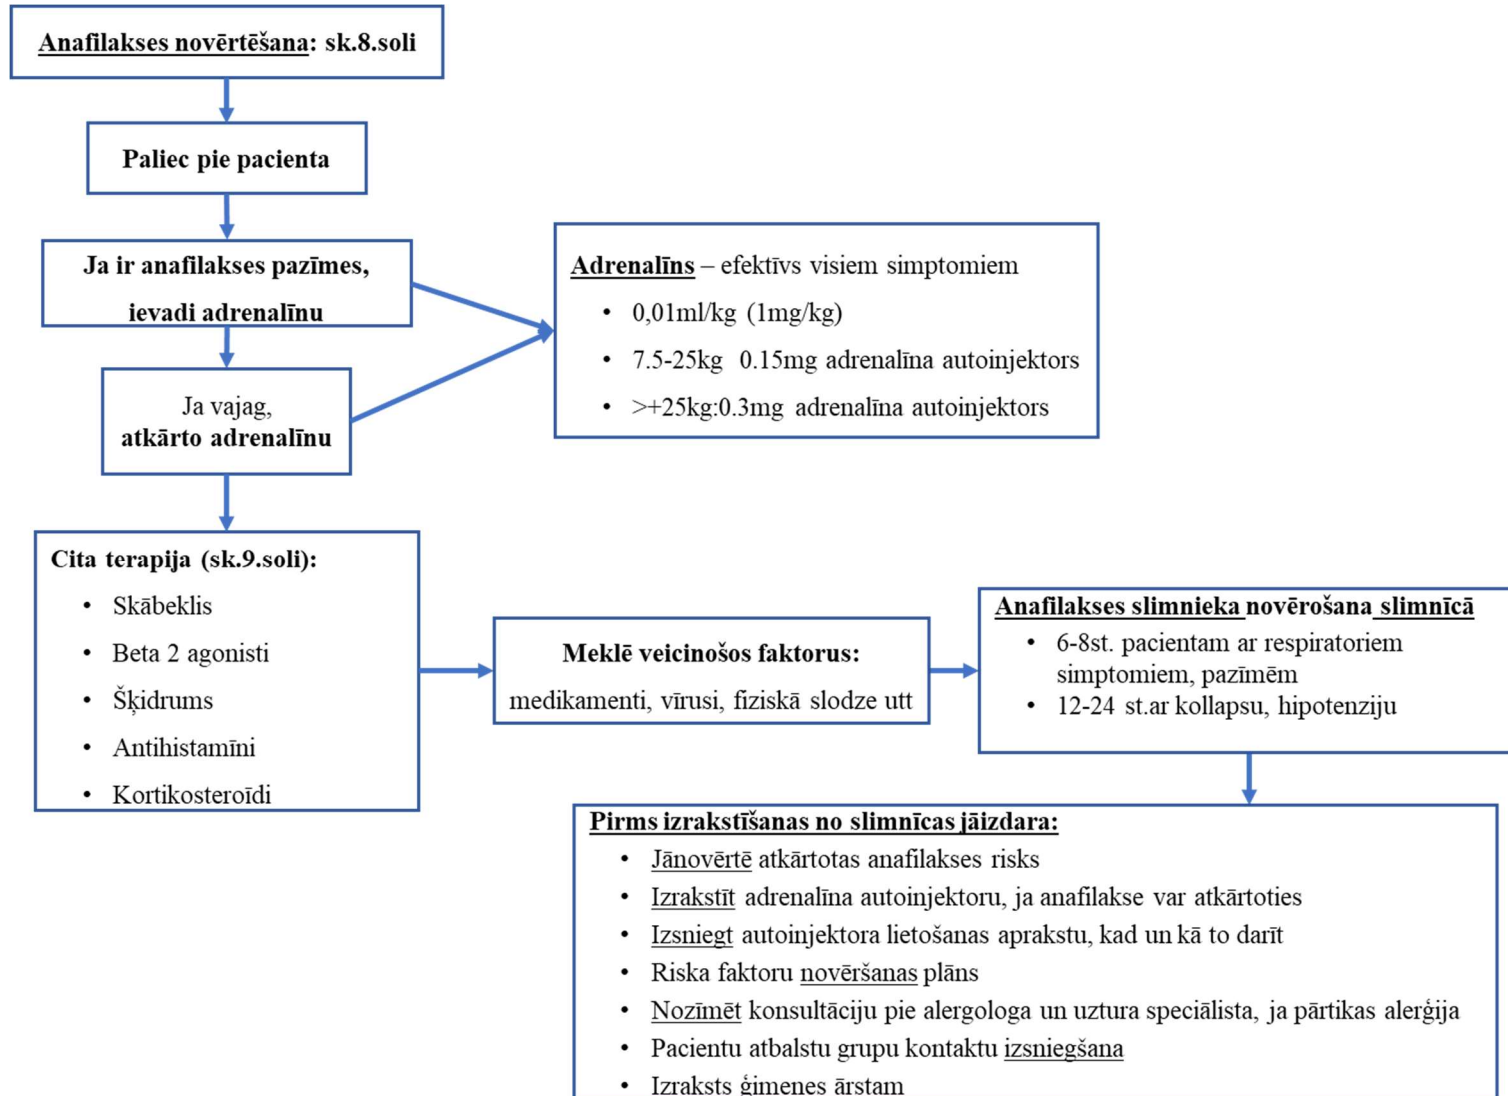 Anafilakses novērtēšana: sk.8.soli
Paliec pie pacienta
Ja ir anafilakses pazīmes,
ievadi adrenalīnu
Ja vajag,
atkārto adrenalīnu
Adrenalīns – efektīvs visiem simptomiem
• 0,01ml/kg (1mg/kg)
• 7.5-25kg 0.15mg adrenalīna autoinjektors
• >+25kg:0.3mg adrenalīna autoinjektors
Cita terapija (sk.9.soli):
• Skābeklis
• Beta 2 agonisti
• Šķidrums
• Antihistamīni
• Kortikosteroīdi
Meklē veicinošos faktorus:
medikamenti, vīrusi, fiziskā slodze utt
Anafilakses slimnieka novērošana slimnīcā
• 6-8st. pacientam ar respiratoriem
simptomiem, pazīmēm
• 12-24 st.ar kollapsu, hipotenziju
Pirms izrakstīšanas no slimnīcas jāizdara:
• Jānovērtē atkārtotas anafilakses risks
• Izrakstīt adrenalīna autoinjektoru, ja anafilakse var atkārtoties
• Izsniegt autoinjektora lietošanas aprakstu, kad un kā to darīt
• Riska faktoru novēršanas plāns
• Nozīmēt konsultāciju pie alergologa un uztura speciālista, ja pārtikas alerģija
• Pacientu atbalstu grupu kontaktu izsniegšana
• Izraksts ģimenes ārstam